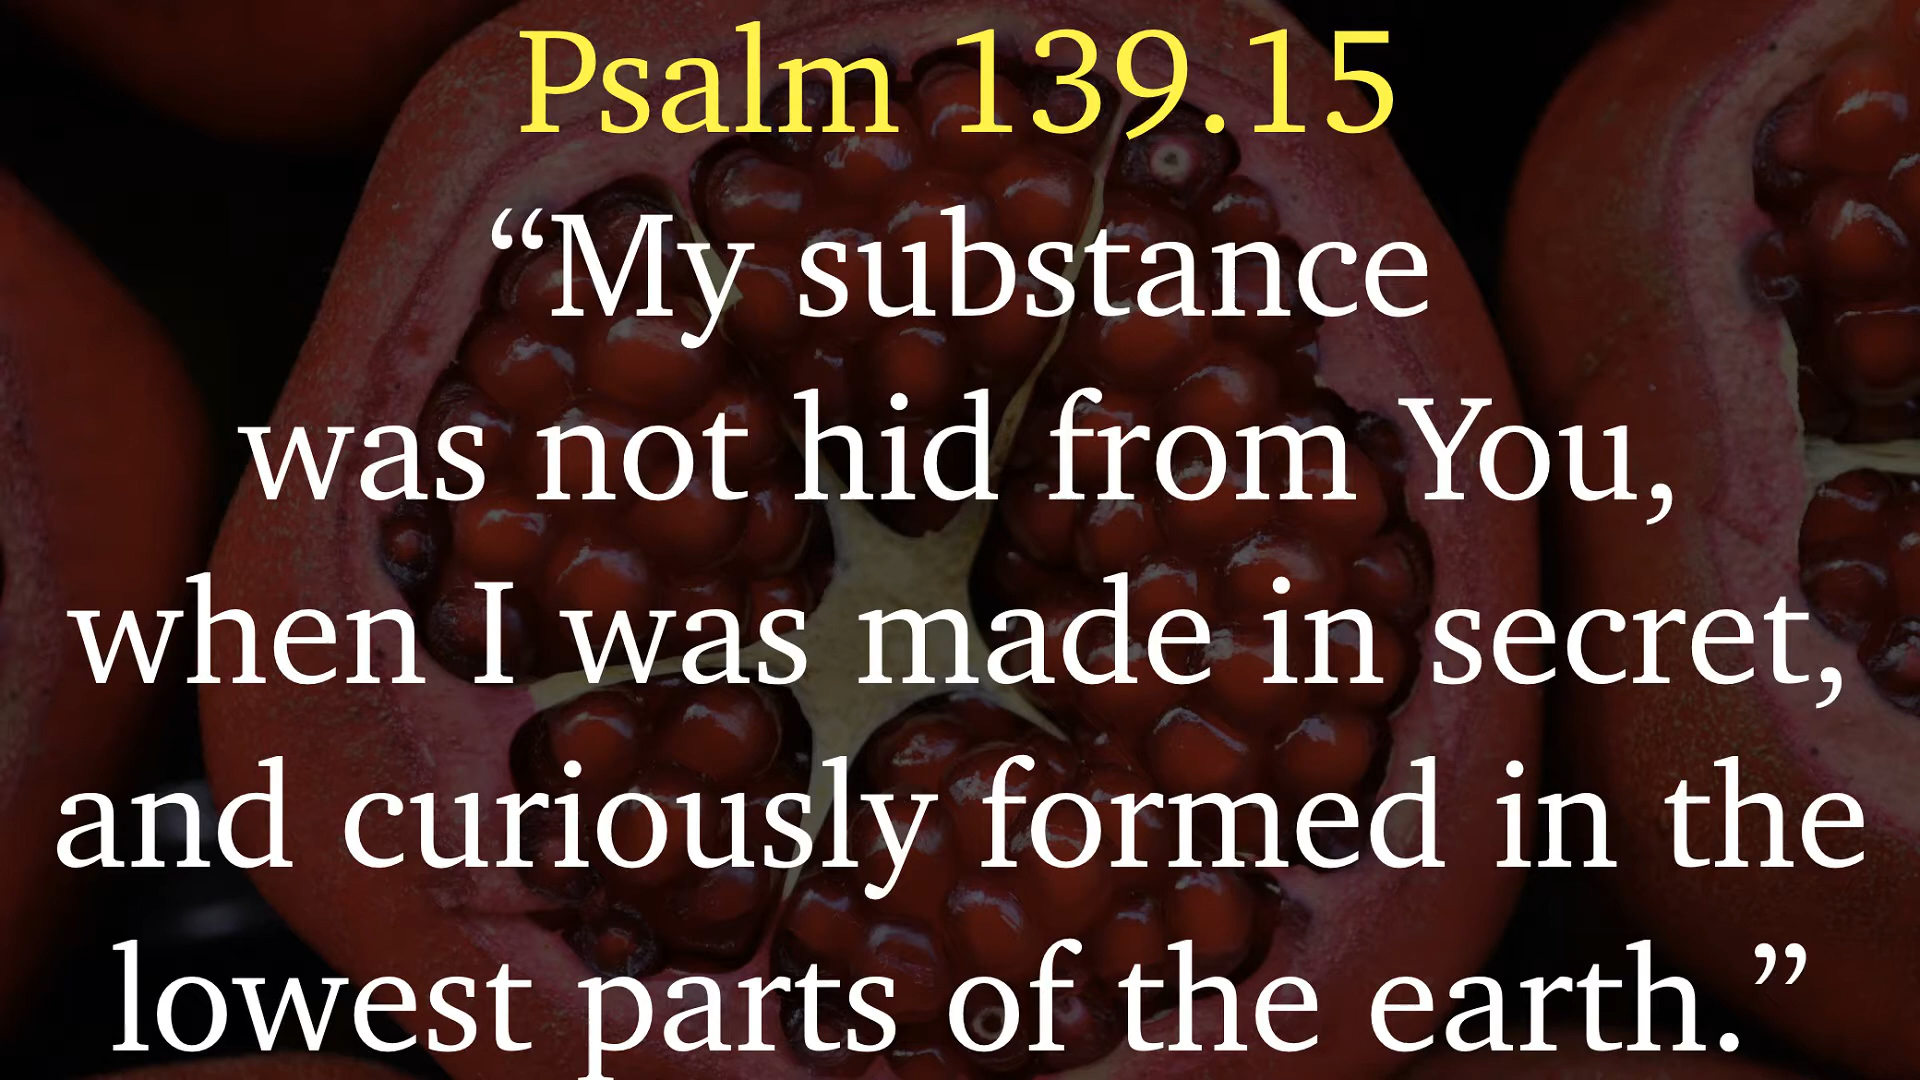 Psalm 139.15
“My substance
was not hid from You,
when I was made in secret,
and curiously formed in the
lowest parts of the earth.”